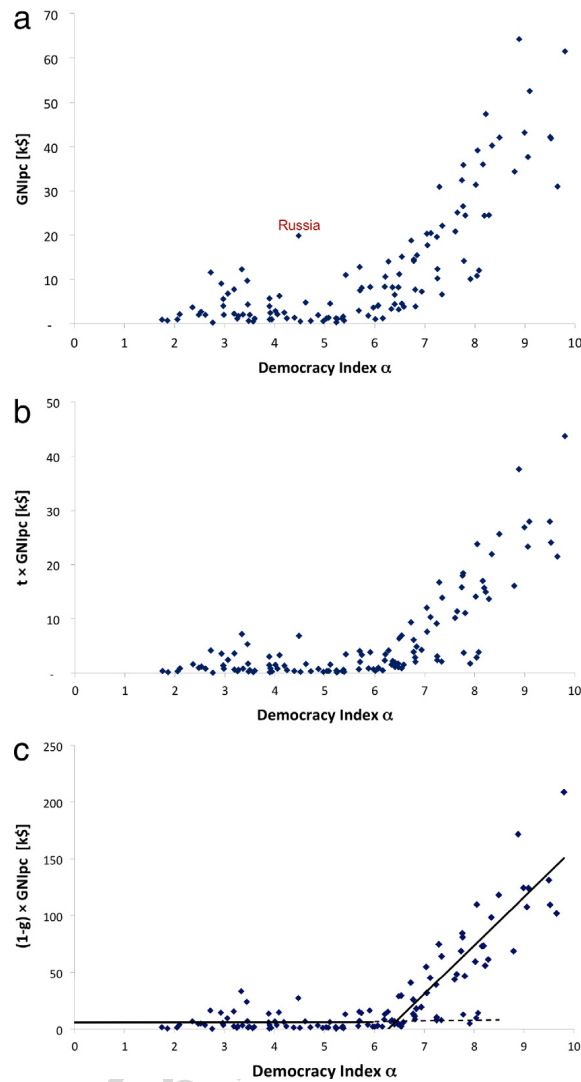 a
70
60
50
40
30
20
10
-
GNIpc [k$]
Russia
0 1 2 3 4 5 6 7 8 9 10
Democracy Index α
b
50
40
30
20
10
-
t × GNIpc [k$]
0 1 2 3 4 5 6 7 8 9 10
Democracy Index α
c
250
200
150
100
50
0
(1-g) × GNIpc [k$]
0 1 2 3 4 5 6 7 8 9 10
Democracy Index α